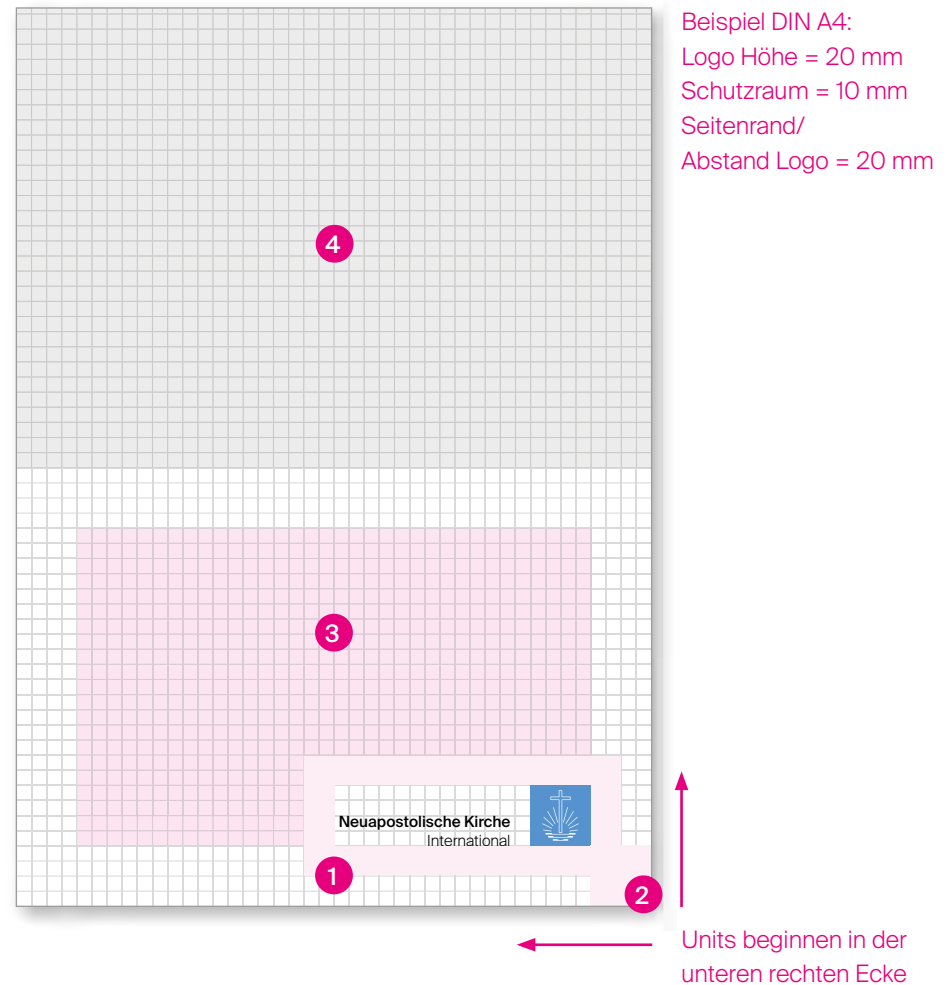 Beispiel DIN A4:
Logo Höhe = 20 mm
Schutzraum = 10 mm
Seitenrand/
Abstand Logo = 20 mm
4
3
Neuapostolische Kirche
International
1
2
Units beginnen in der
unteren rechten Ecke